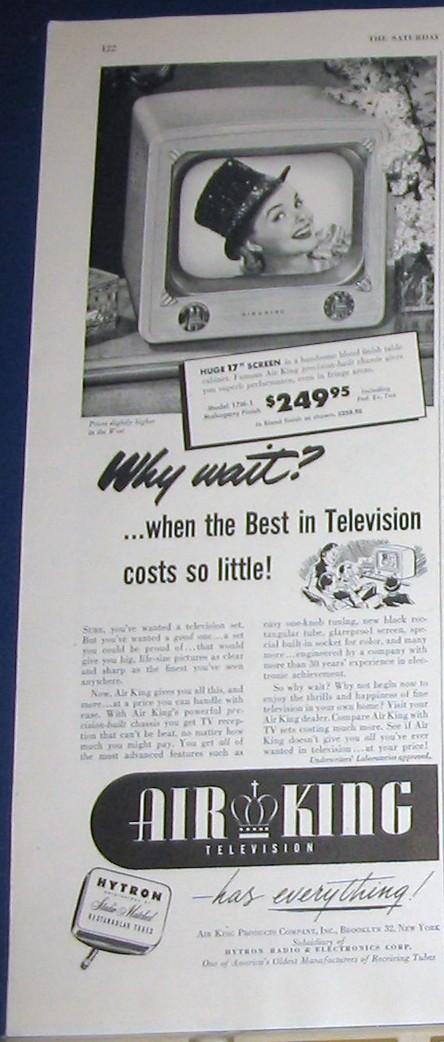 122
THE SATURDAY
AIR KING
HUGE 17" SCREEN in a handsome blond finish table
cabinet. Famous Air King precision-built chassis gives
you superb performance, even in fringe areas.
Model 17M-1
Mahogany Finish
$249.95
Including
Fed. Ex. Tax
In blond finish as shown,
Prices slightly higher
in the West
Why wait?
...when the Best in Television
costs so little!
SURE, you've wanted a television set.
But you've wanted a good one...a set
you could be proud of...that would
give you big, life-size pictures as clear
and sharp as the finest you've seen
anywhere.
Now, Air King gives you all this, and
more...at a price you can handle with
ease. With Air King's powerful pre-
cision-built chassis you get TV recep-
tion that can't be beat, no matter how
much you might pay. You get all of
the most advanced features such as
easy one-knob tuning, new black rec-
tangular tube, glareproof screen, spe-
cial built-in socket for color, and many
more...engineered by a company with
more than 30 years' experience in elec-
tronic achievement.
So why wait? Why not begin now to
enjoy the thrills and happiness of fine
television in your own home? Visit your
Air King dealer. Compare Air King with
TV sets costing much more. See if Air
King doesn't give you all you've ever
wanted in television...at your price!
Underwriters' Laboratories approved.
AIR KING
TELEVISION
HYTRON
Studio-Matched
RECTANGULAR TUBES
—has everything!
AIR KING PRODUCTS COMPANY, INC., BROOKLYN 32, NEW YORK
Subsidiary of
HYTRON RADIO & ELECTRONICS CORP.
One of America's Oldest Manufacturers of Receiving Tubes